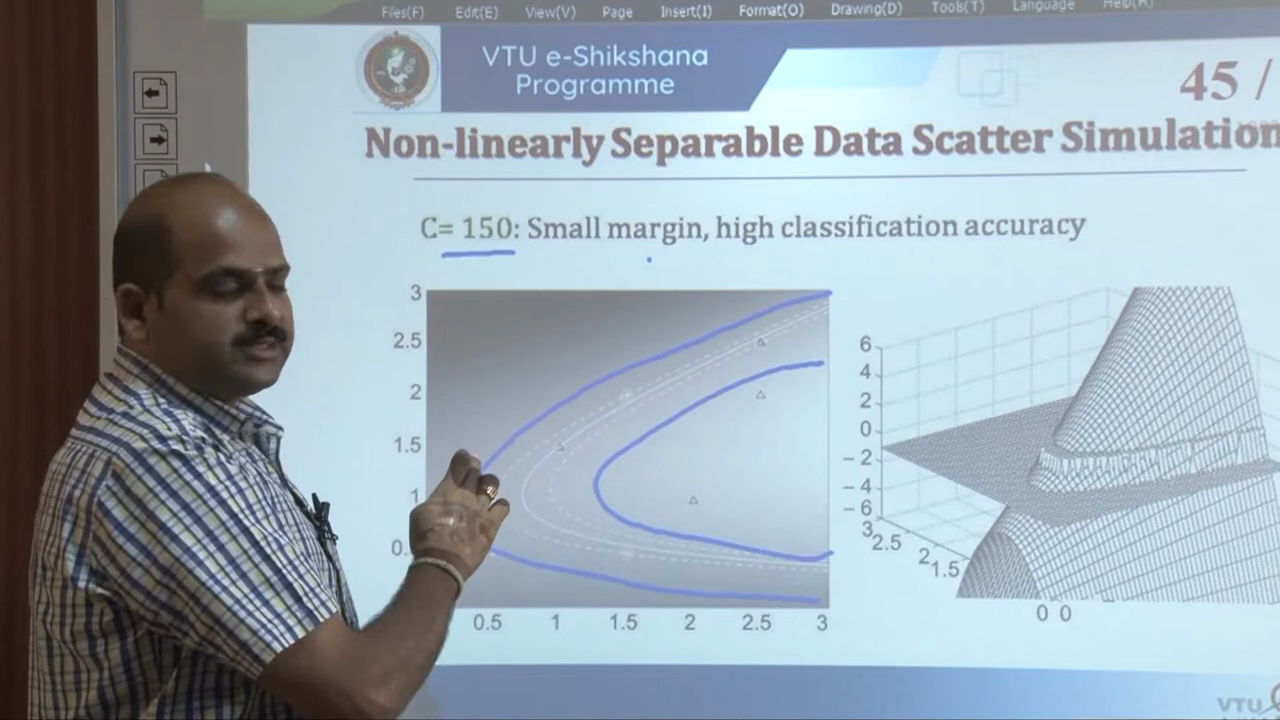 Files(F) Edit(E) View(V) Page Insert(I) Format(O) Drawing(D) Tools(T) Language Help(H)
VTU e-Shikshana
Programme
45 /
Non-linearly Separable Data Scatter Simulation
C= 150: Small margin, high classification accuracy
3
2.5
2
1.5
1
0.
0.5 1 1.5 2 2.5 3
6
4
2
0
−2
−4
−6
3
2.5
2
1.5
0 0
VTU